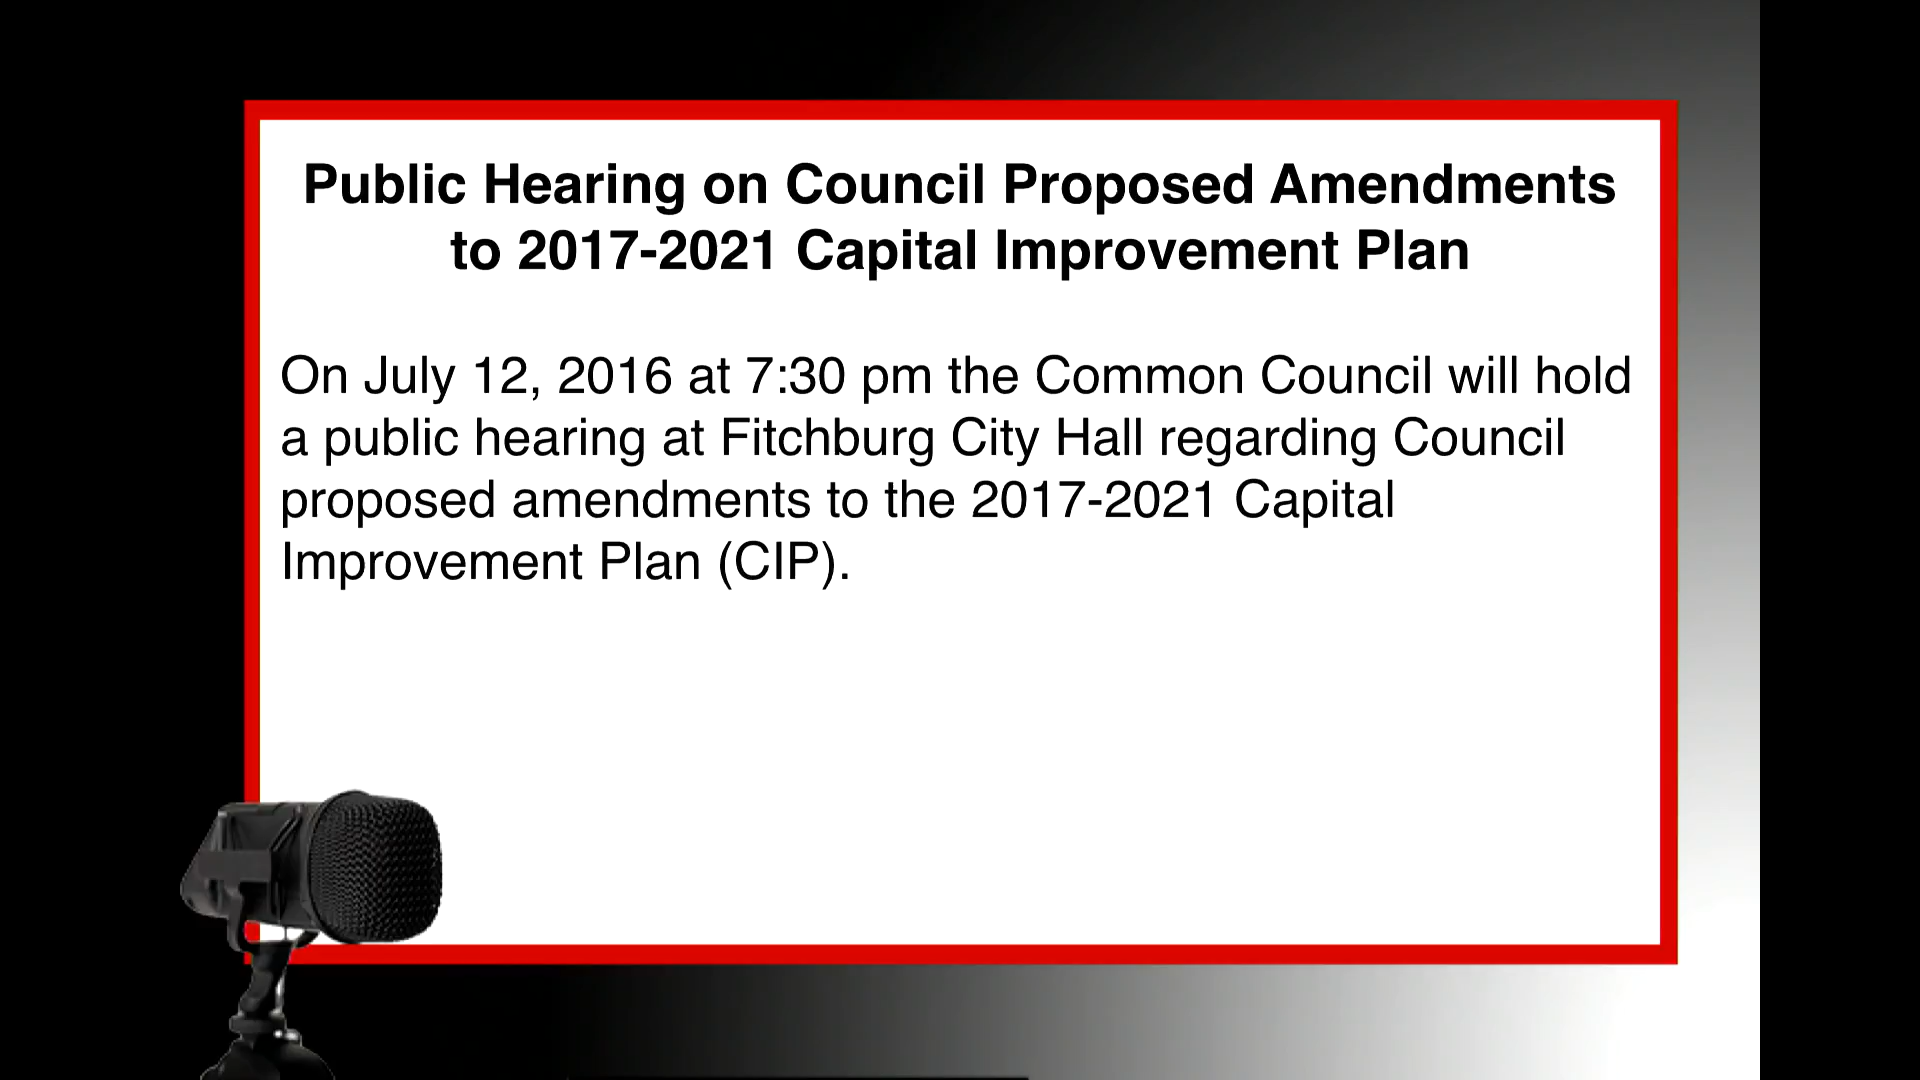 Public Hearing on Council Proposed Amendments
to 2017-2021 Capital Improvement Plan
On July 12, 2016 at 7:30 pm the Common Council will hold
a public hearing at Fitchburg City Hall regarding Council
proposed amendments to the 2017-2021 Capital
Improvement Plan (CIP).